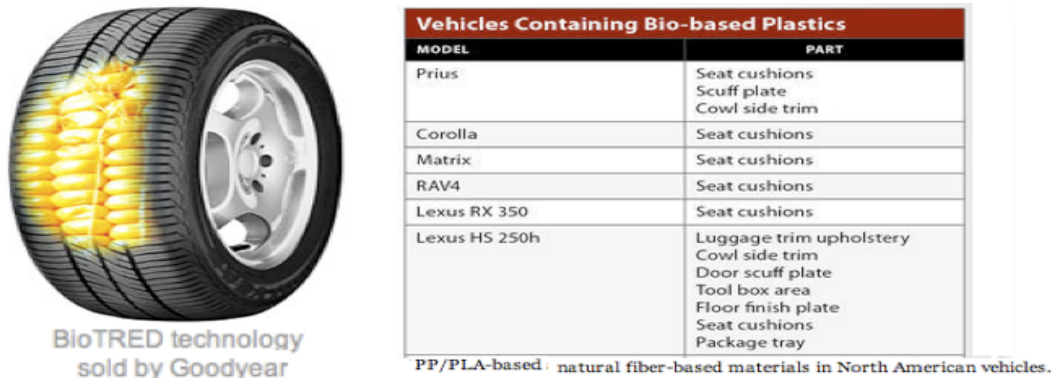 BioTRED technology
sold by Goodyear
Vehicles Containing Bio-based Plastics
MODEL PART
Prius Seat cushions
Scuff plate
Cowl side trim
Corolla Seat cushions
Matrix Seat cushions
RAV4 Seat cushions
Lexus RX 350 Seat cushions
Lexus HS 250h Luggage trim upholstery
Cowl side trim
Door scuff plate
Tool box area
Floor finish plate
Seat cushions
Package tray
PP/PLA-based natural fiber-based materials in North American vehicles.